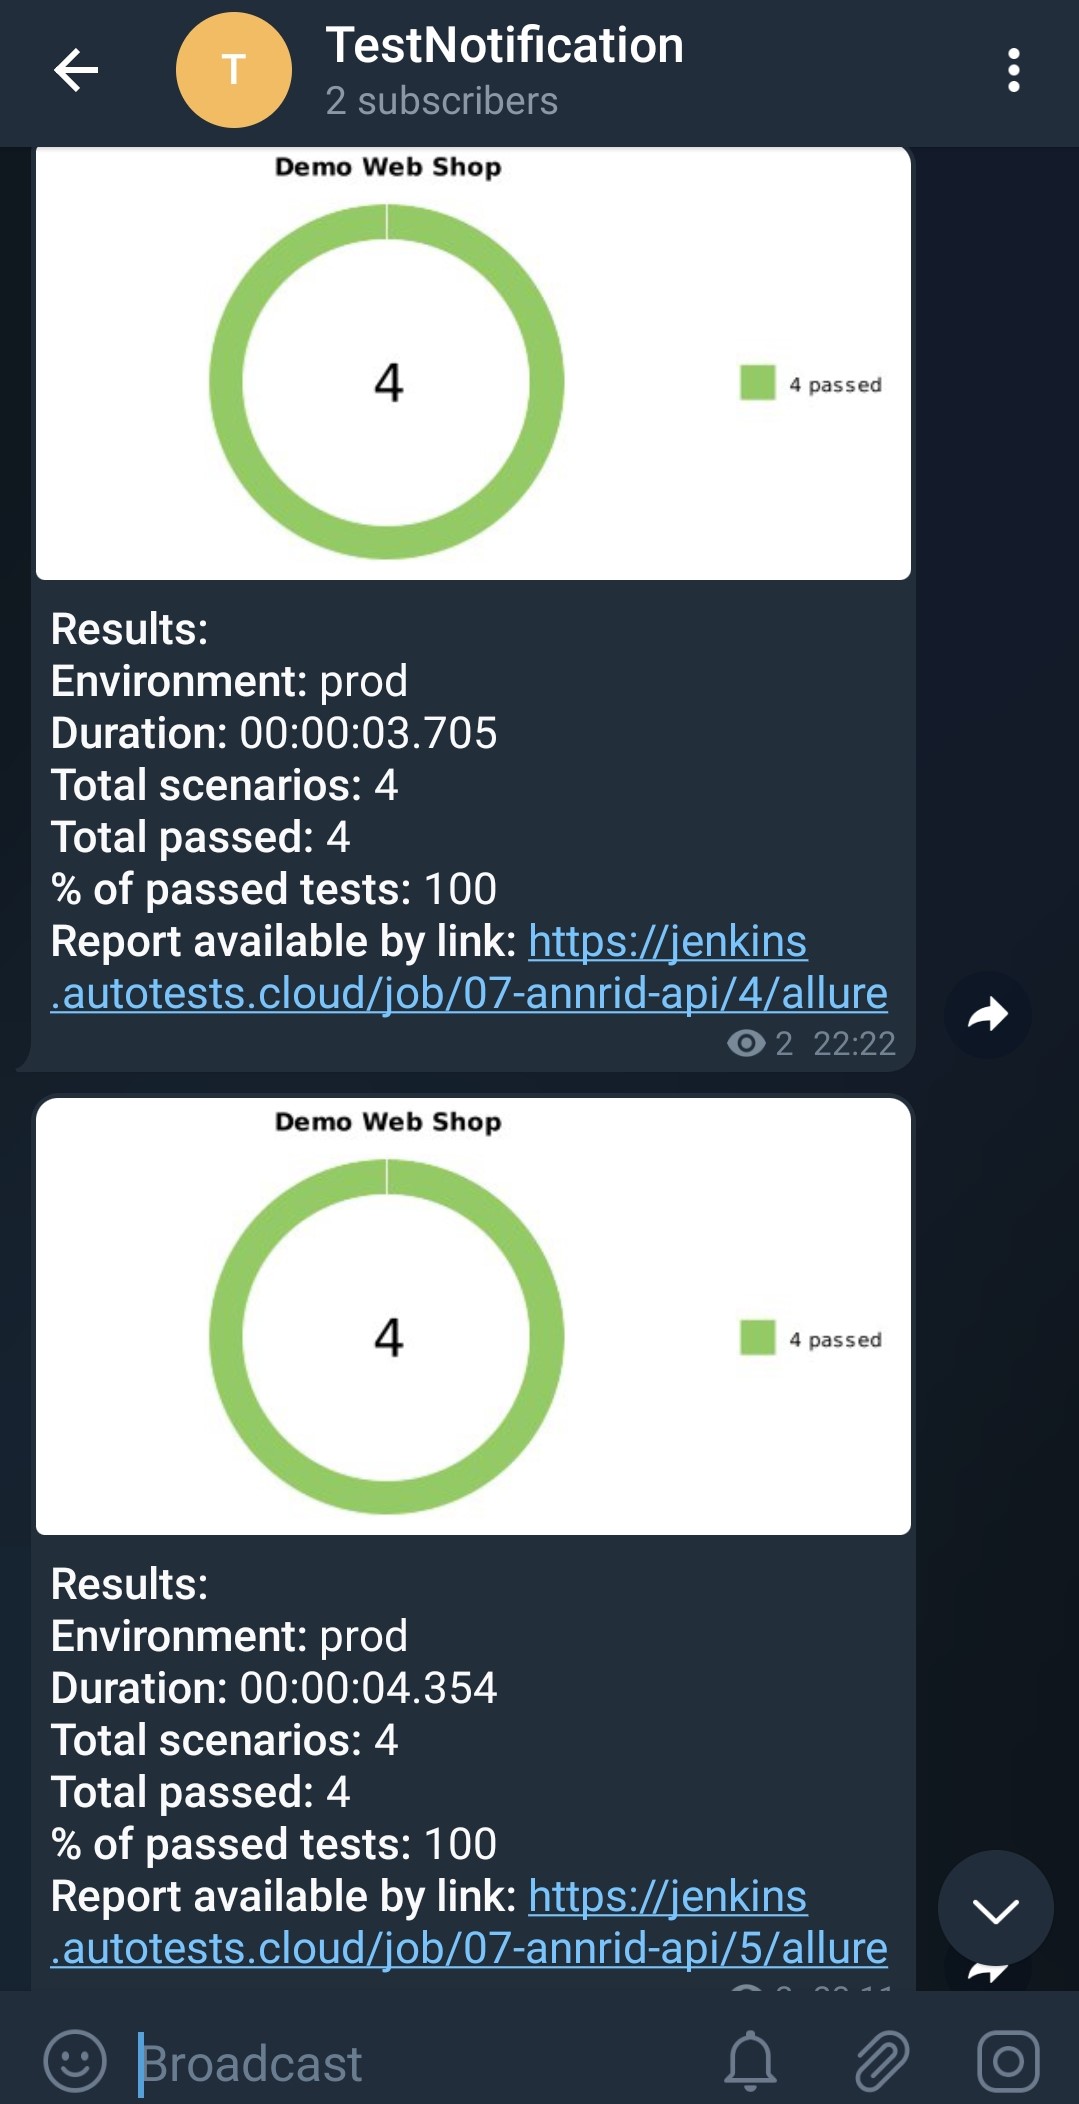 T
TestNotification
2 subscribers
Demo Web Shop
4
4 passed
Results:
Environment: prod
Duration: 00:00:03.705
Total scenarios: 4
Total passed: 4
% of passed tests: 100
Report available by link: https://jenkins
.autotests.cloud/job/07-annrid-api/4/allure
2 22:22
Demo Web Shop
4
4 passed
Results:
Environment: prod
Duration: 00:00:04.354
Total scenarios: 4
Total passed: 4
% of passed tests: 100
Report available by link: https://jenkins
.autotests.cloud/job/07-annrid-api/5/allure
Broadcast